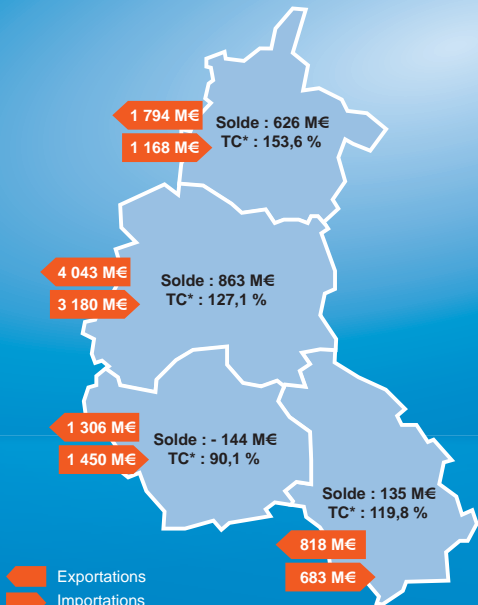 1 794 M€
Solde : 626 M€
1 168 M€
TC* : 153,6 %
4 043 M€
Solde : 863 M€
3 180 M€
TC* : 127,1 %
1 306 M€
Solde : - 144 M€
1 450 M€
TC* : 90,1 %
Solde : 135 M€
TC* : 119,8 %
818 M€
683 M€
Exportations
Importations